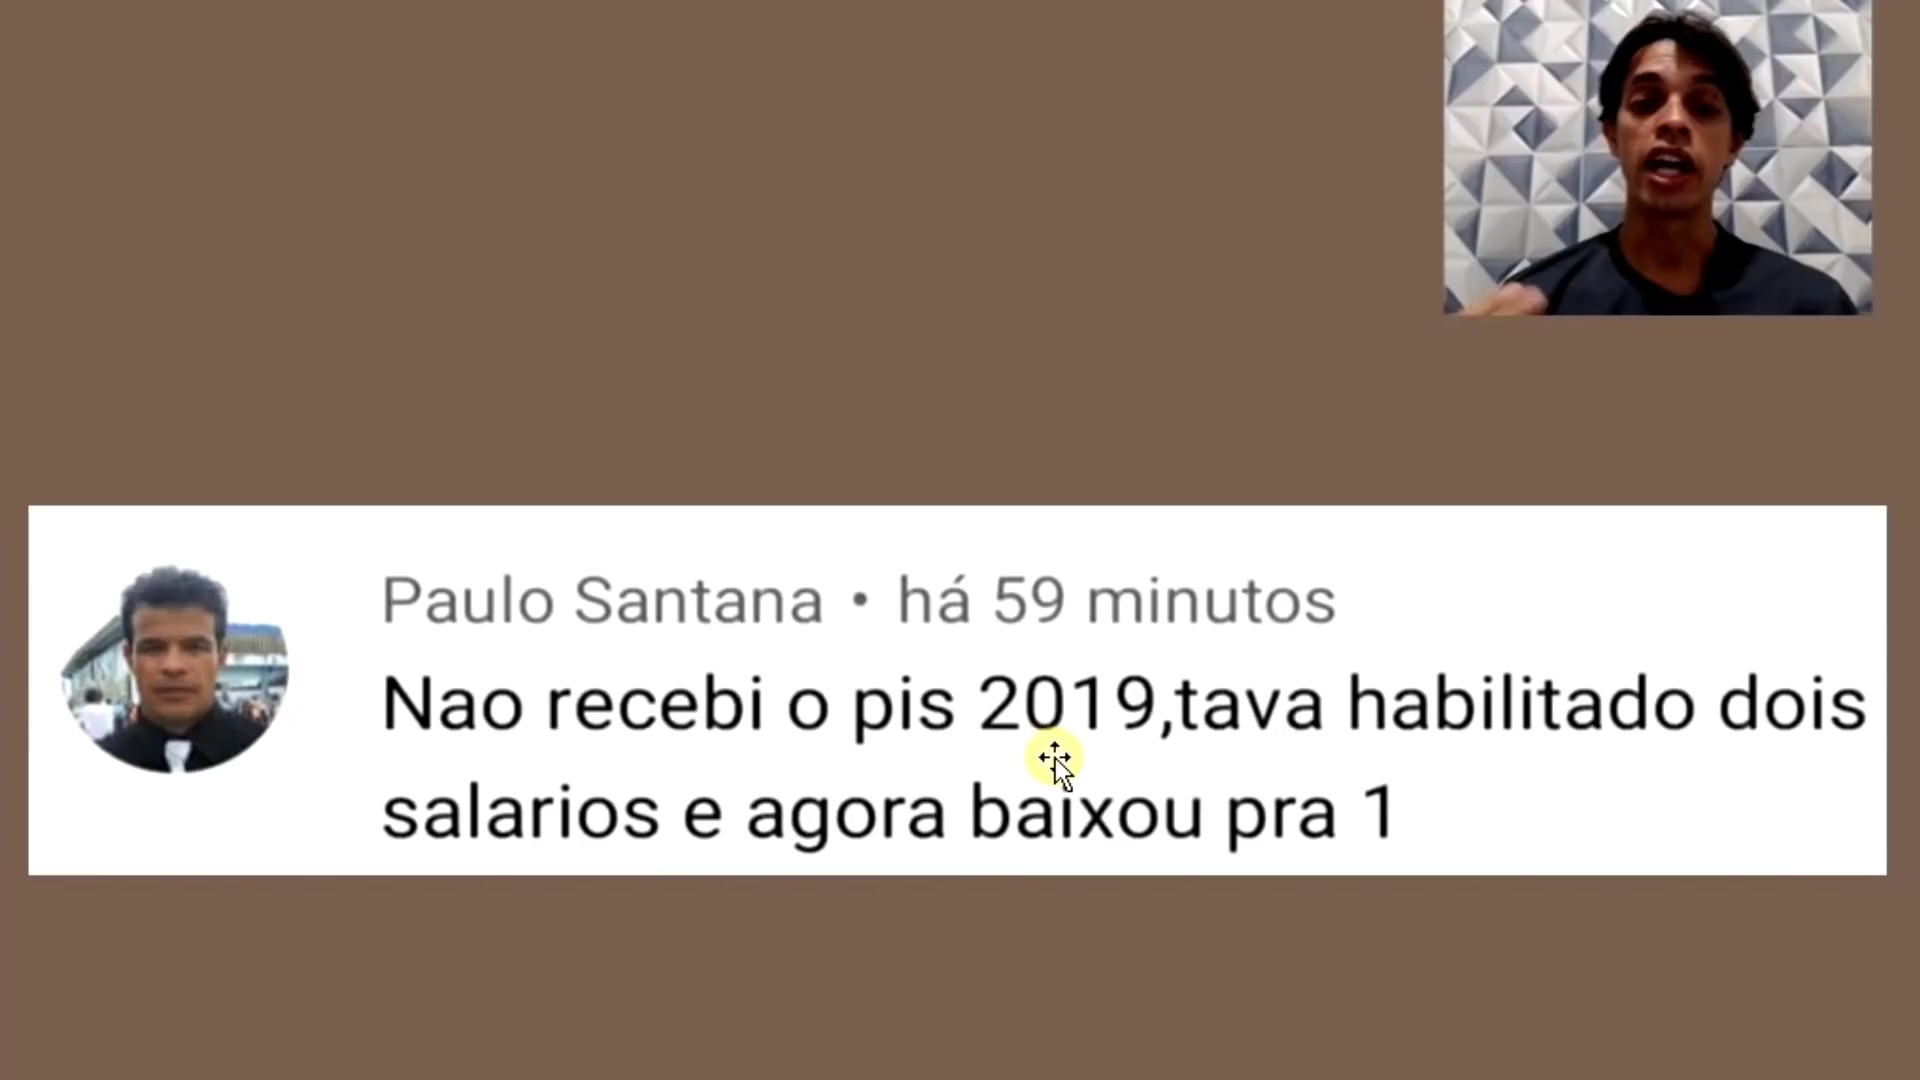 Paulo Santana • há 59 minutos
Nao recebi o pis 2019,tava habilitado dois
salarios e agora baixou pra 1